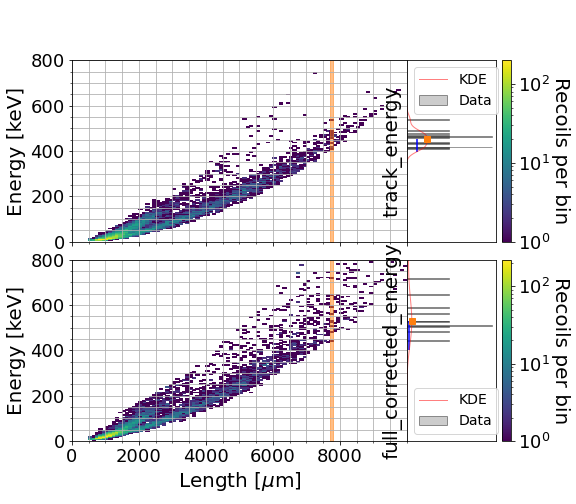 800
600
400
200
0
Energy [keV]
track_energy
KDE
Data
10²
10¹
10⁰
Recoils per bin
800
600
400
200
0
Energy [keV]
full_corrected_energy
KDE
Data
10²
10¹
10⁰
Recoils per bin
0
2000
4000
6000
8000
Length [μm]